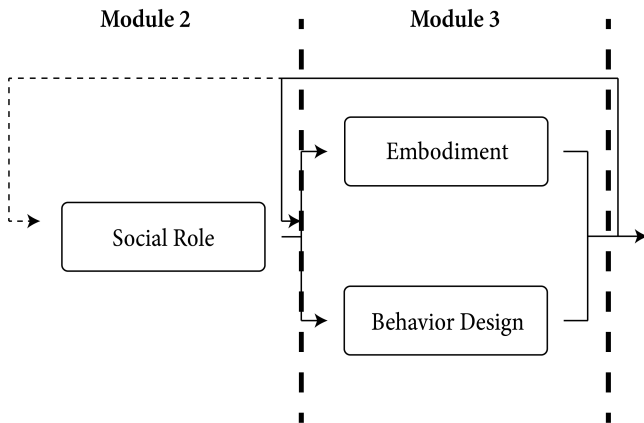 Module 2
Module 3
Embodiment
Social Role
Behavior Design